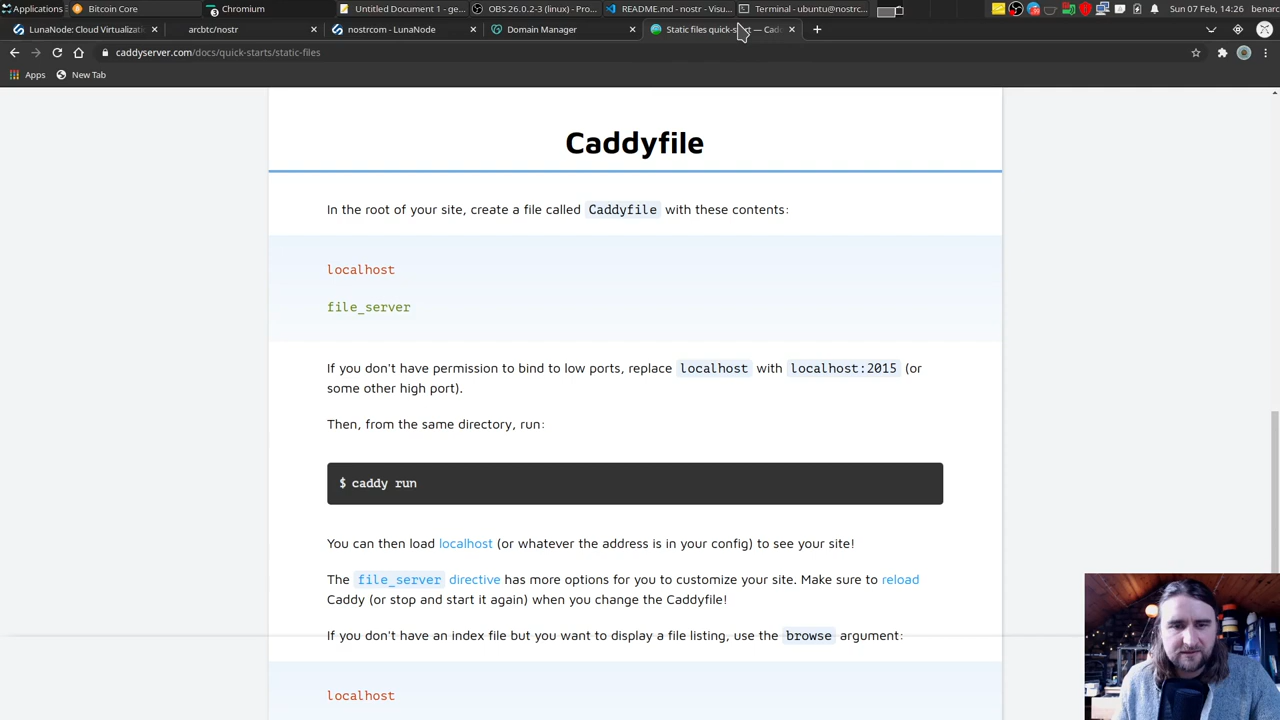 Applications
Bitcoin Core
3
Chromium
Untitled Document 1 - ge...
OBS 26.0.2-3 (linux) - Pro...
README.md - nostr - Visu...
Terminal - ubuntu@nostrc...
Sun 07 Feb, 14:26
benarc
LunaNode: Cloud Virtualizati
arcbtc/nostr
nostrcom - LunaNode
Domain Manager
Static files quick-st
— Cad
caddyserver.com/docs/quick-starts/static-files
Apps
New Tab
Caddyfile
In the root of your site, create a file called Caddyfile with these contents:
localhost
file_server
If you don't have permission to bind to low ports, replace localhost with localhost:2015 (or
some other high port).
Then, from the same directory, run:
$ caddy run
You can then load localhost (or whatever the address is in your config) to see your site!
The file_server directive has more options for you to customize your site. Make sure to reload
Caddy (or stop and start it again) when you change the Caddyfile!
If you don't have an index file but you want to display a file listing, use the browse argument:
localhost